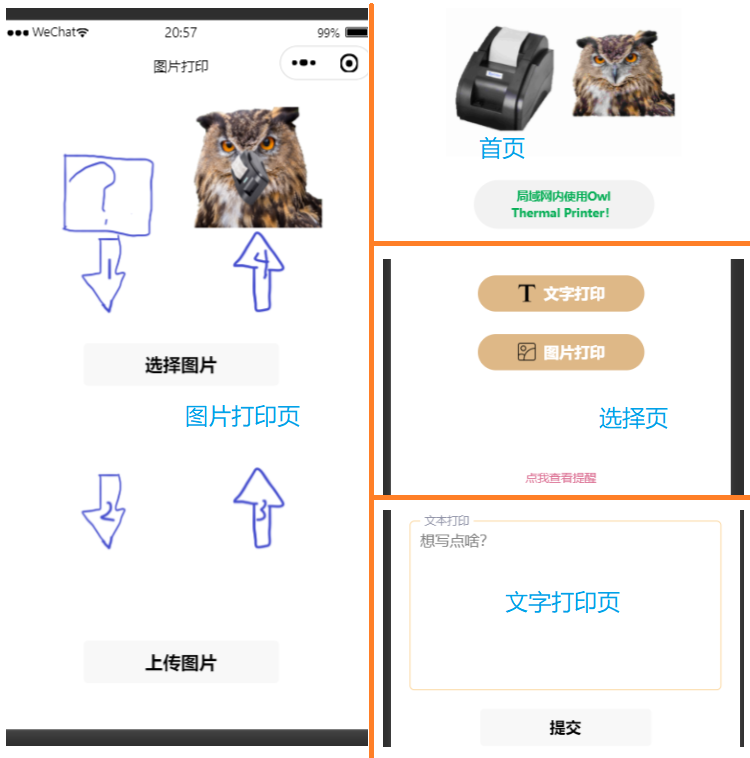 WeChat
20:57
99%
图片打印
?
1
4
选择图片
图片打印页
2
3
上传图片
首页
局域网内使用Owl
Thermal Printer!
T 文字打印
图片打印
选择页
点我查看提醒
文本打印
想写点啥?
文字打印页
提交